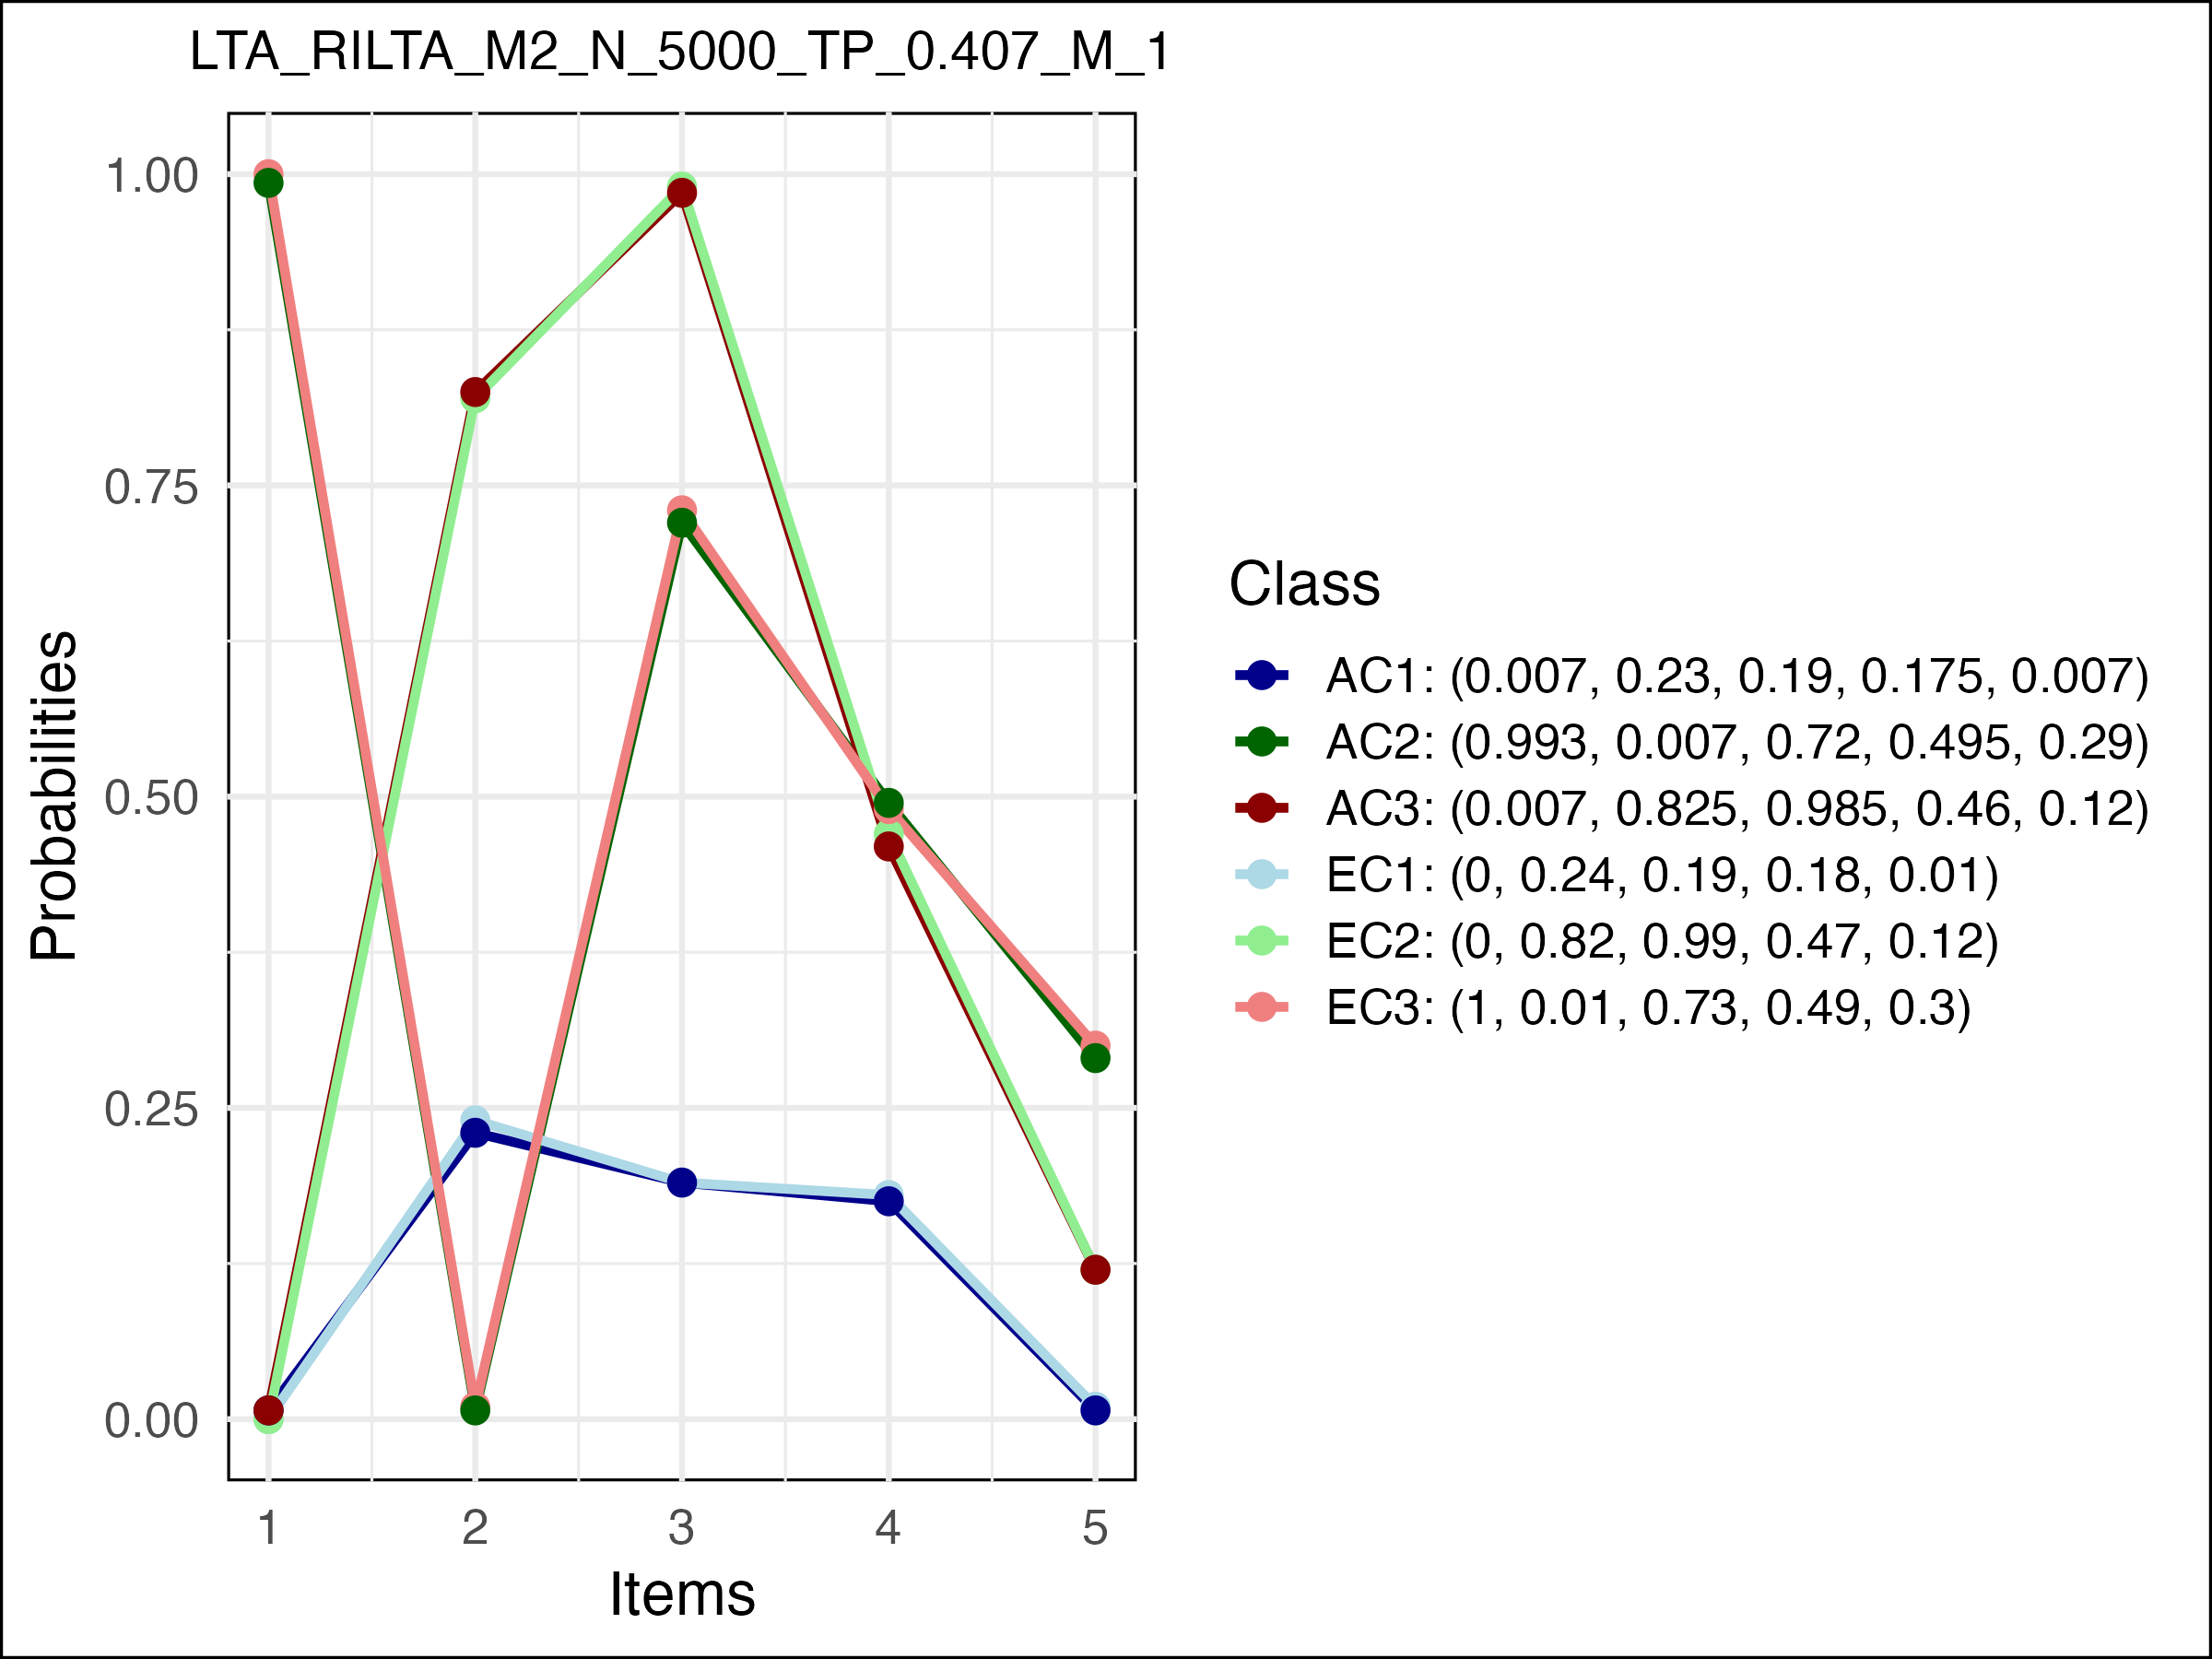 LTA_RILTA_M2_N_5000_TP_0.407_M_1
1.00
0.75
0.50
0.25
0.00
Probabilities
1 2 3 4 5
Items
Class
AC1: (0.007, 0.23, 0.19, 0.175, 0.007)
AC2: (0.993, 0.007, 0.72, 0.495, 0.29)
AC3: (0.007, 0.825, 0.985, 0.46, 0.12)
EC1: (0, 0.24, 0.19, 0.18, 0.01)
EC2: (0, 0.82, 0.99, 0.47, 0.12)
EC3: (1, 0.01, 0.73, 0.49, 0.3)